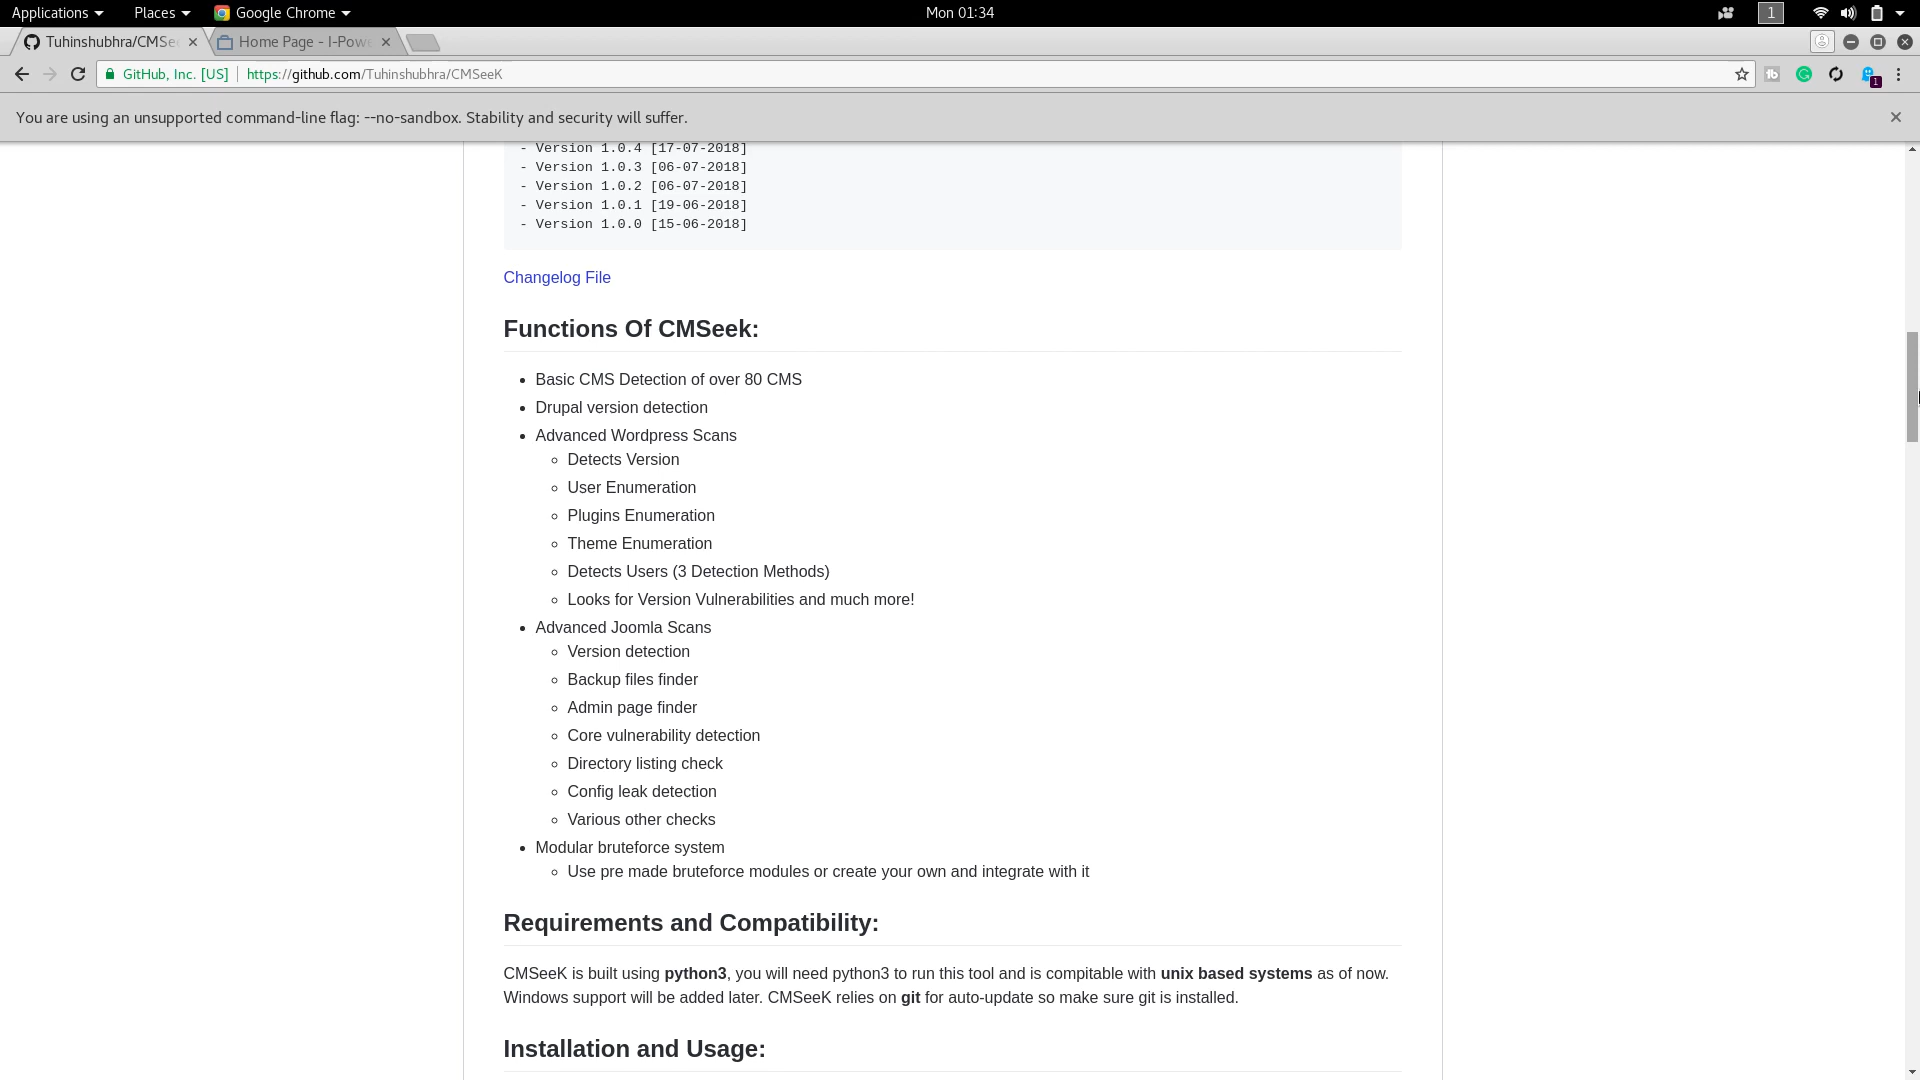 Applications Places Google Chrome Mon 01:34 1
Tuhinshubhra/CMSe Home Page - I-Pow
GitHub, Inc. [US] https://github.com/Tuhinshubhra/CMSeeK 1
You are using an unsupported command-line flag: --no-sandbox. Stability and security will suffer.
- Version 1.0.4 [17-07-2018]
- Version 1.0.3 [06-07-2018]
- Version 1.0.2 [06-07-2018]
- Version 1.0.1 [19-06-2018]
- Version 1.0.0 [15-06-2018]
Changelog File
Functions Of CMSeek:
Basic CMS Detection of over 80 CMS
Drupal version detection
Advanced Wordpress Scans
Detects Version
User Enumeration
Plugins Enumeration
Theme Enumeration
Detects Users (3 Detection Methods)
Looks for Version Vulnerabilities and much more!
Advanced Joomla Scans
Version detection
Backup files finder
Admin page finder
Core vulnerability detection
Directory listing check
Config leak detection
Various other checks
Modular bruteforce system
Use pre made bruteforce modules or create your own and integrate with it
Requirements and Compatibility:
CMSeeK is built using python3, you will need python3 to run this tool and is compitable with unix based systems as of now.
Windows support will be added later. CMSeeK relies on git for auto-update so make sure git is installed.
Installation and Usage: